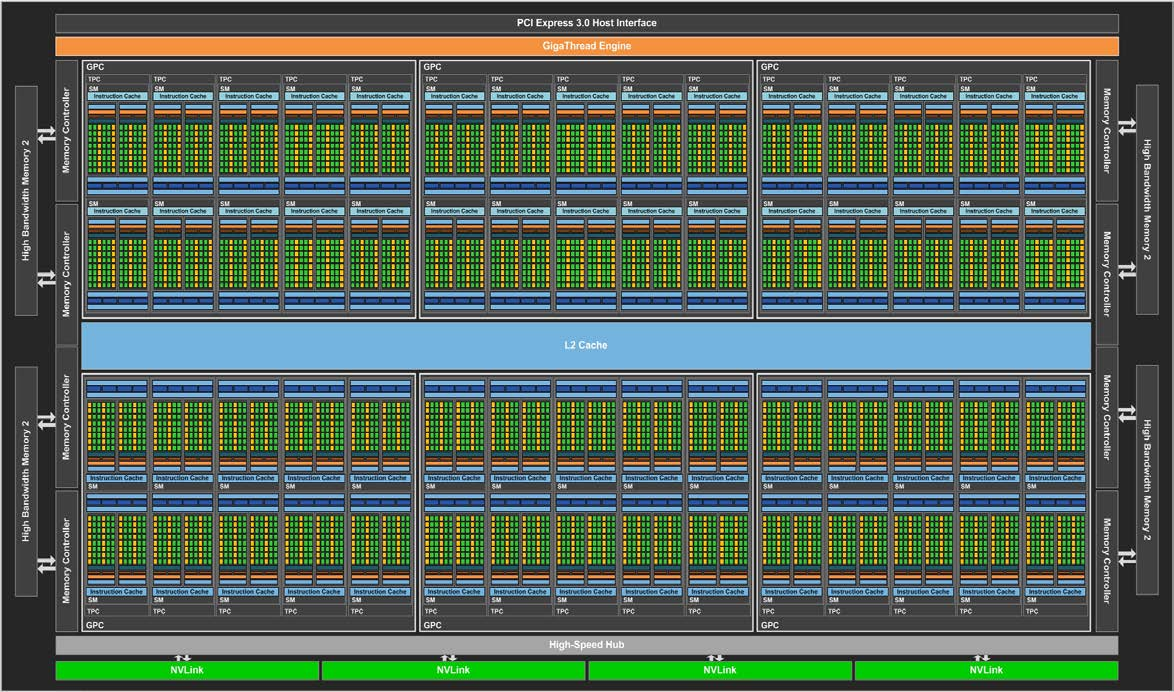 PCI Express 3.0 Host Interface
GigaThread Engine
GPC GPC GPC
TPC TPC TPC TPC TPC TPC TPC TPC TPC TPC TPC TPC TPC TPC TPC
SM SM SM SM SM SM SM SM SM SM SM SM SM SM SM
Instruction Cache Instruction Cache Instruction Cache Instruction Cache Instruction Cache Instruction Cache Instruction Cache Instruction Cache Instruction Cache Instruction Cache Instruction Cache Instruction Cache Instruction Cache Instruction Cache Instruction Cache
SM SM SM SM SM SM SM SM SM SM SM SM SM SM SM
Instruction Cache Instruction Cache Instruction Cache Instruction Cache Instruction Cache Instruction Cache Instruction Cache Instruction Cache Instruction Cache Instruction Cache Instruction Cache Instruction Cache Instruction Cache Instruction Cache Instruction Cache
High Bandwidth Memory 2
High Bandwidth Memory 2
Memory Controller
Memory Controller
Memory Controller
Memory Controller
L2 Cache
Memory Controller
Memory Controller
Memory Controller
Memory Controller
High Bandwidth Memory 2
High Bandwidth Memory 2
Instruction Cache Instruction Cache Instruction Cache Instruction Cache Instruction Cache Instruction Cache Instruction Cache Instruction Cache Instruction Cache Instruction Cache Instruction Cache Instruction Cache Instruction Cache Instruction Cache Instruction Cache
SM SM SM SM SM SM SM SM SM SM SM SM SM SM SM
Instruction Cache Instruction Cache Instruction Cache Instruction Cache Instruction Cache Instruction Cache Instruction Cache Instruction Cache Instruction Cache Instruction Cache Instruction Cache Instruction Cache Instruction Cache Instruction Cache Instruction Cache
SM SM SM SM SM SM SM SM SM SM SM SM SM SM SM
TPC TPC TPC TPC TPC TPC TPC TPC TPC TPC TPC TPC TPC TPC TPC
GPC GPC GPC
High-Speed Hub
NVLink NVLink NVLink NVLink